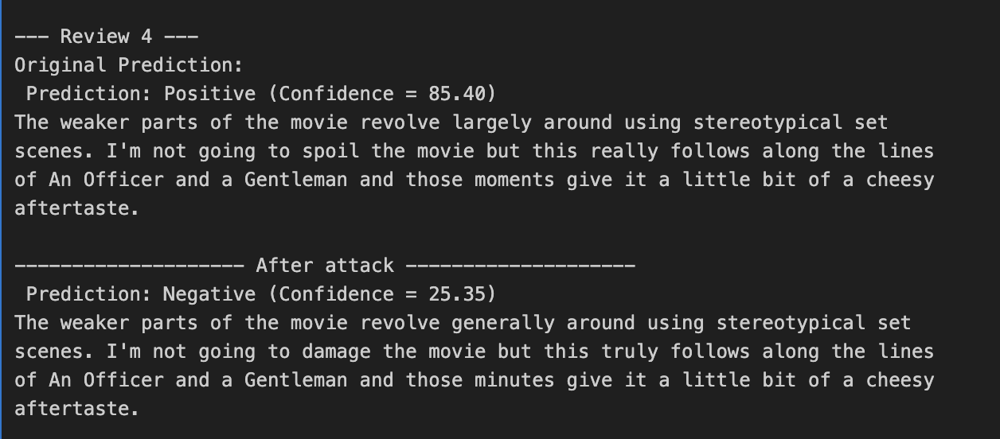 --- Review 4 ---
Original Prediction:
Prediction: Positive (Confidence = 85.40)
The weaker parts of the movie revolve largely around using stereotypical set
scenes. I'm not going to spoil the movie but this really follows along the lines
of An Officer and a Gentleman and those moments give it a little bit of a cheesy
aftertaste.
-------------------- After attack --------------------
Prediction: Negative (Confidence = 25.35)
The weaker parts of the movie revolve generally around using stereotypical set
scenes. I'm not going to damage the movie but this truly follows along the lines
of An Officer and a Gentleman and those minutes give it a little bit of a cheesy
aftertaste.